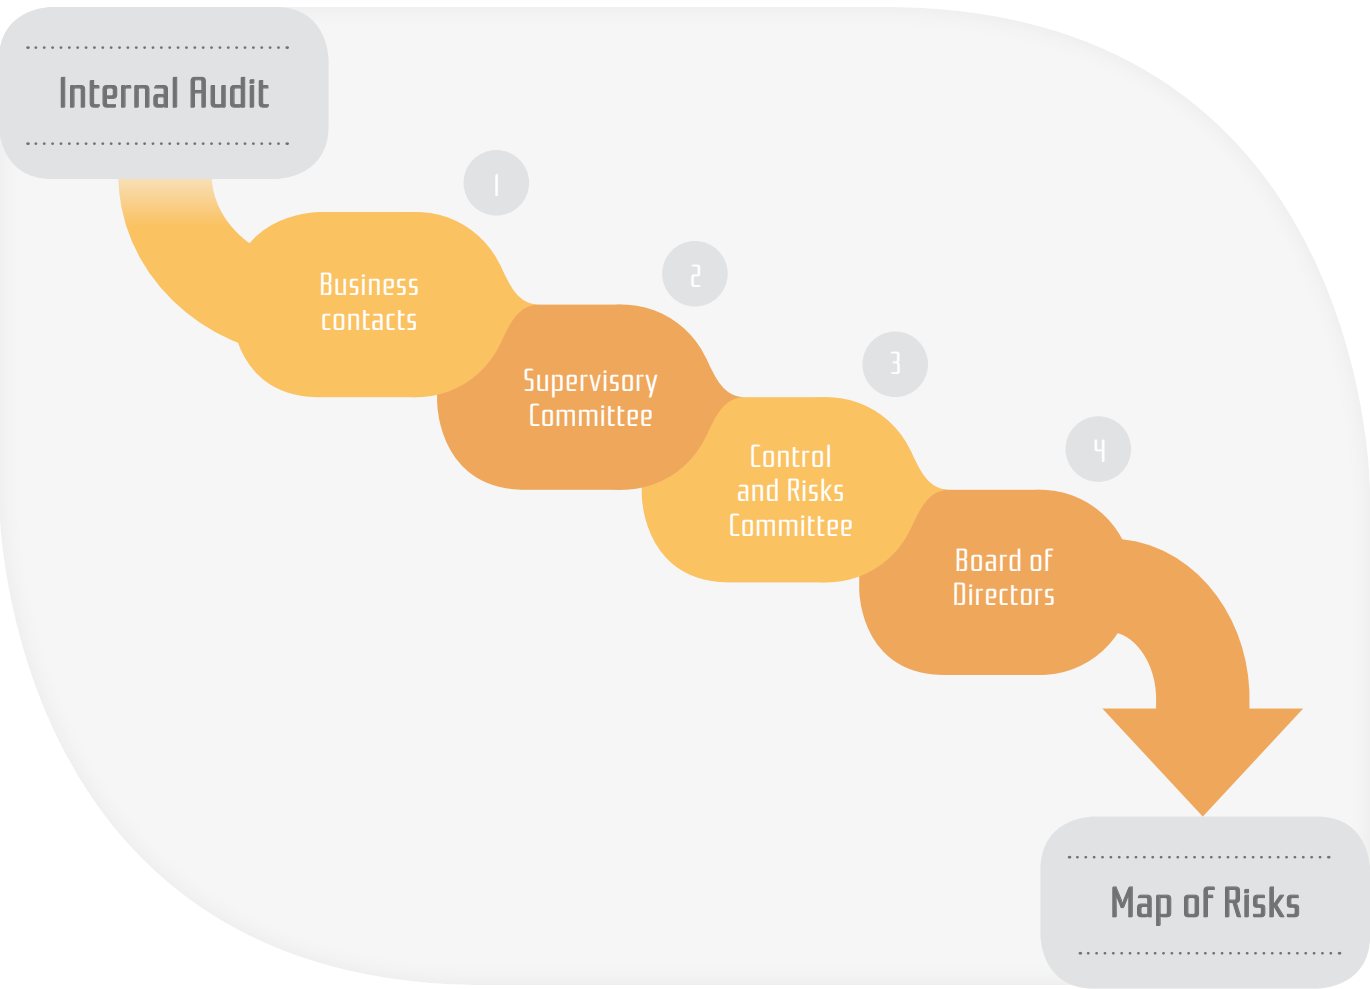 Internal Audit
1
Business
contacts
2
Supervisory
Committee
3
Control
and Risks
Committee
4
Board of
Directors
Map of Risks